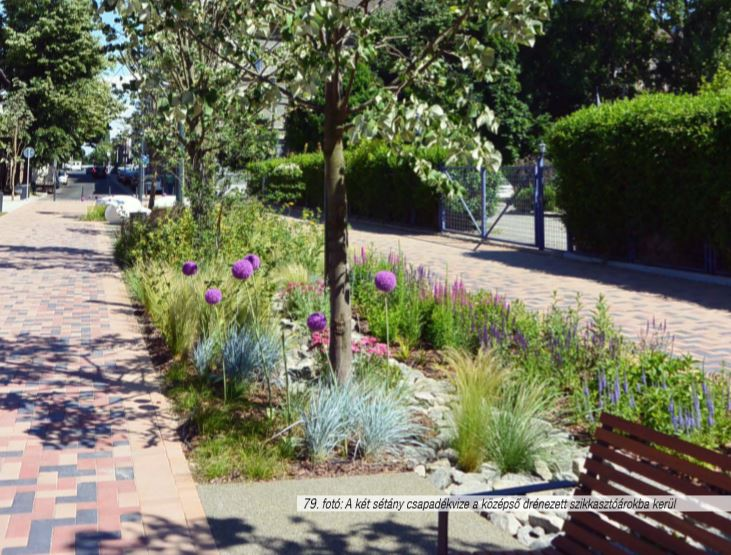 79. fotó: A két sétány csapadékvize a középső drénezett szikkasztóárokba kerül